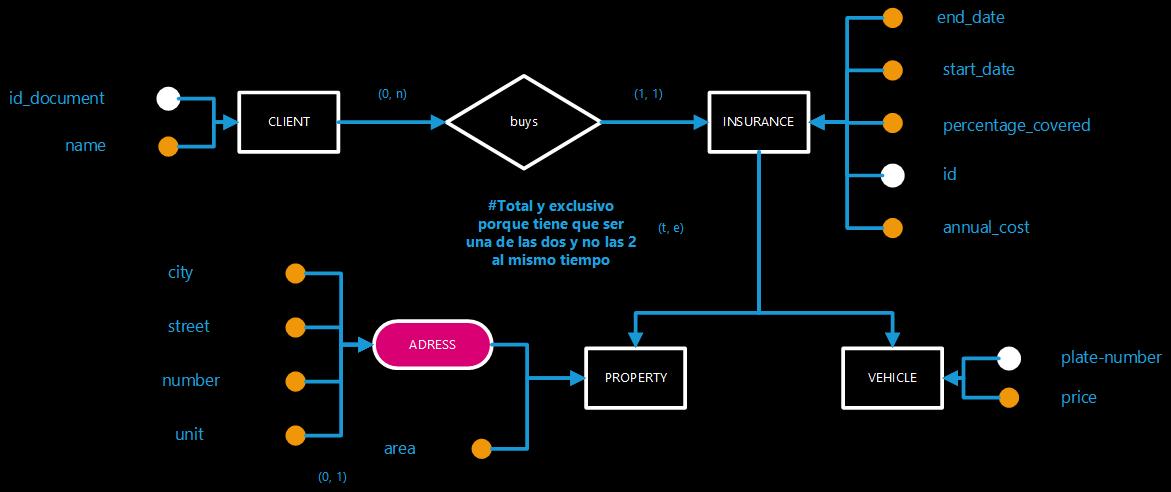 end_date
start_date
id_document
(0, n)
(1, 1)
CLIENT
buys
INSURANCE
percentage_covered
name
id
#Total y exclusivo
porque tiene que ser
una de las dos y no las 2
al mismo tiempo
(t, e)
annual_cost
city
street
number
unit
(0, 1)
ADRESS
area
PROPERTY
VEHICLE
plate-number
price